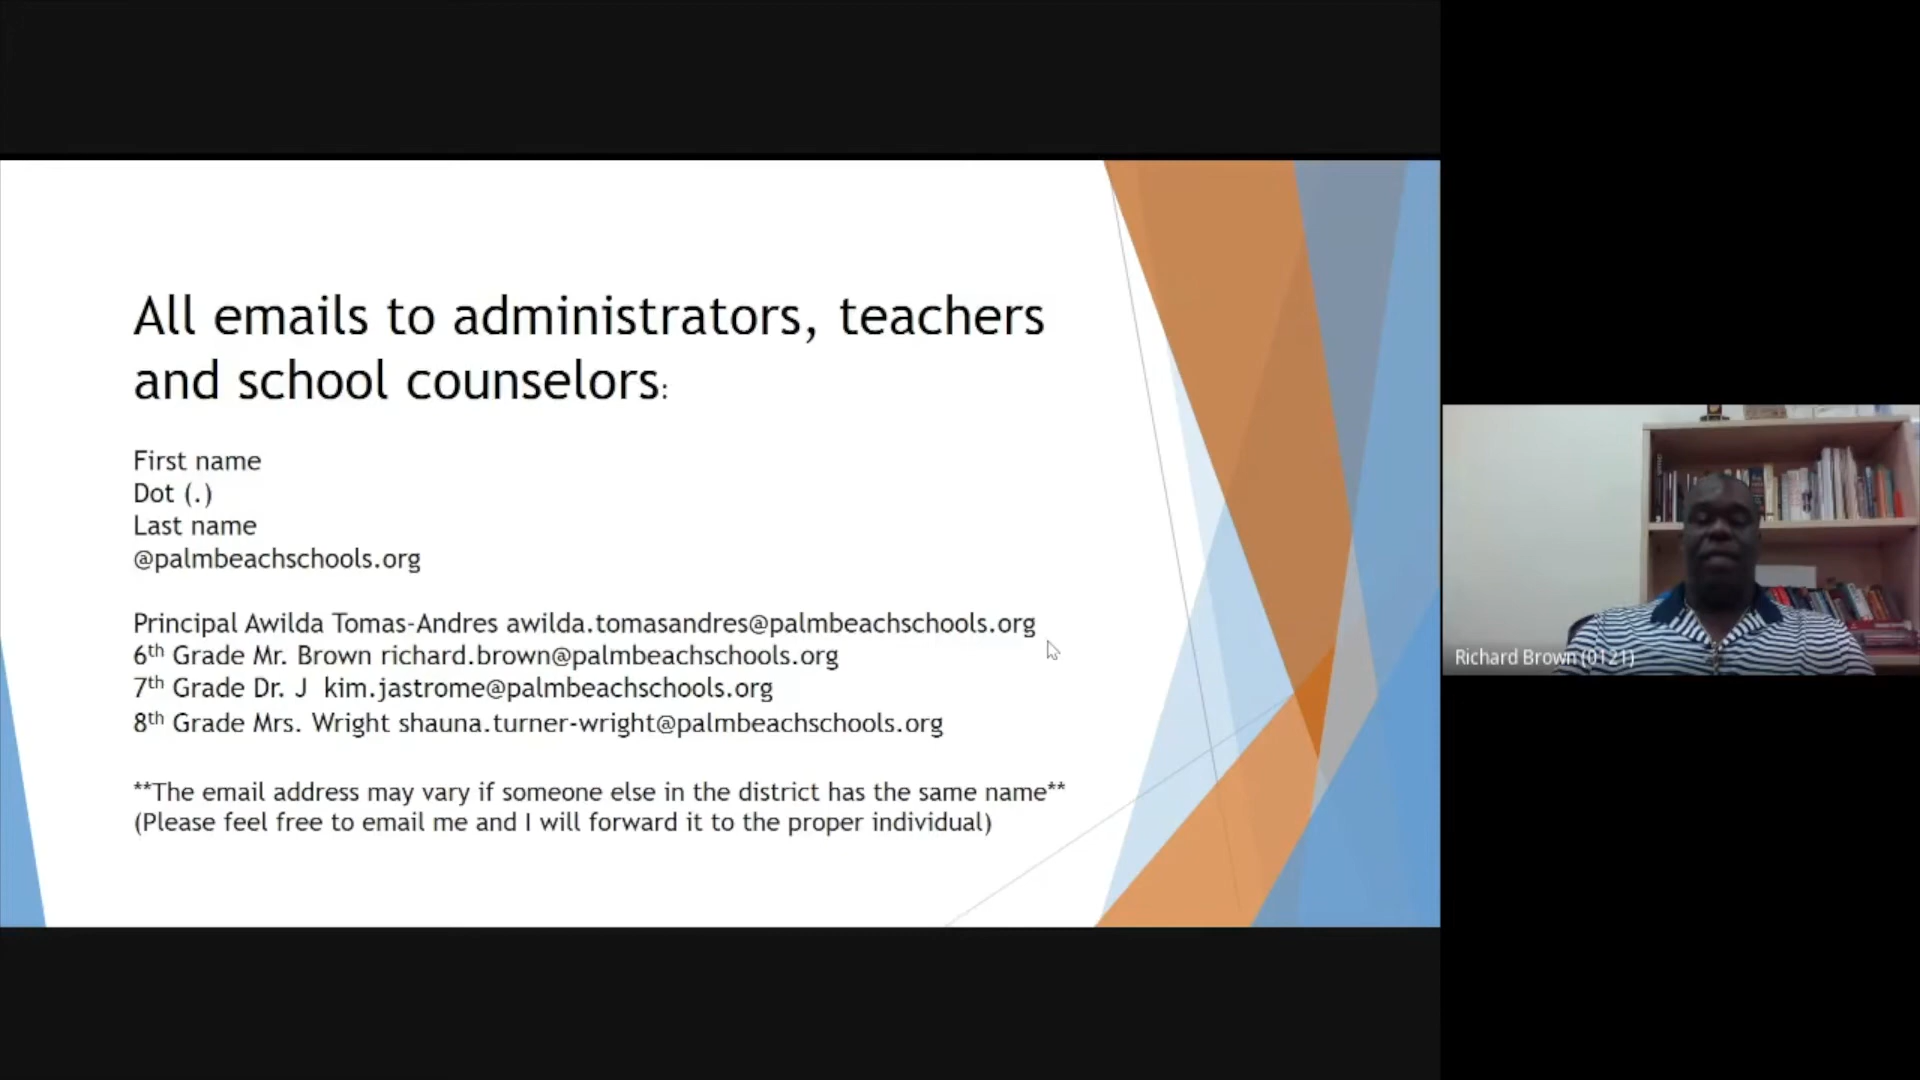 All emails to administrators, teachers
and school counselors:
First name
Dot (.)
Last name
@palmbeachschools.org
Principal Awilda Tomas-Andres awilda.tomasandres@palmbeachschools.org
6th Grade Mr. Brown richard.brown@palmbeachschools.org
7th Grade Dr. J  kim.jastrome@palmbeachschools.org
8th Grade Mrs. Wright shauna.turner-wright@palmbeachschools.org
**The email address may vary if someone else in the district has the same name**
(Please feel free to email me and I will forward it to the proper individual)
Richard Brown (0121)